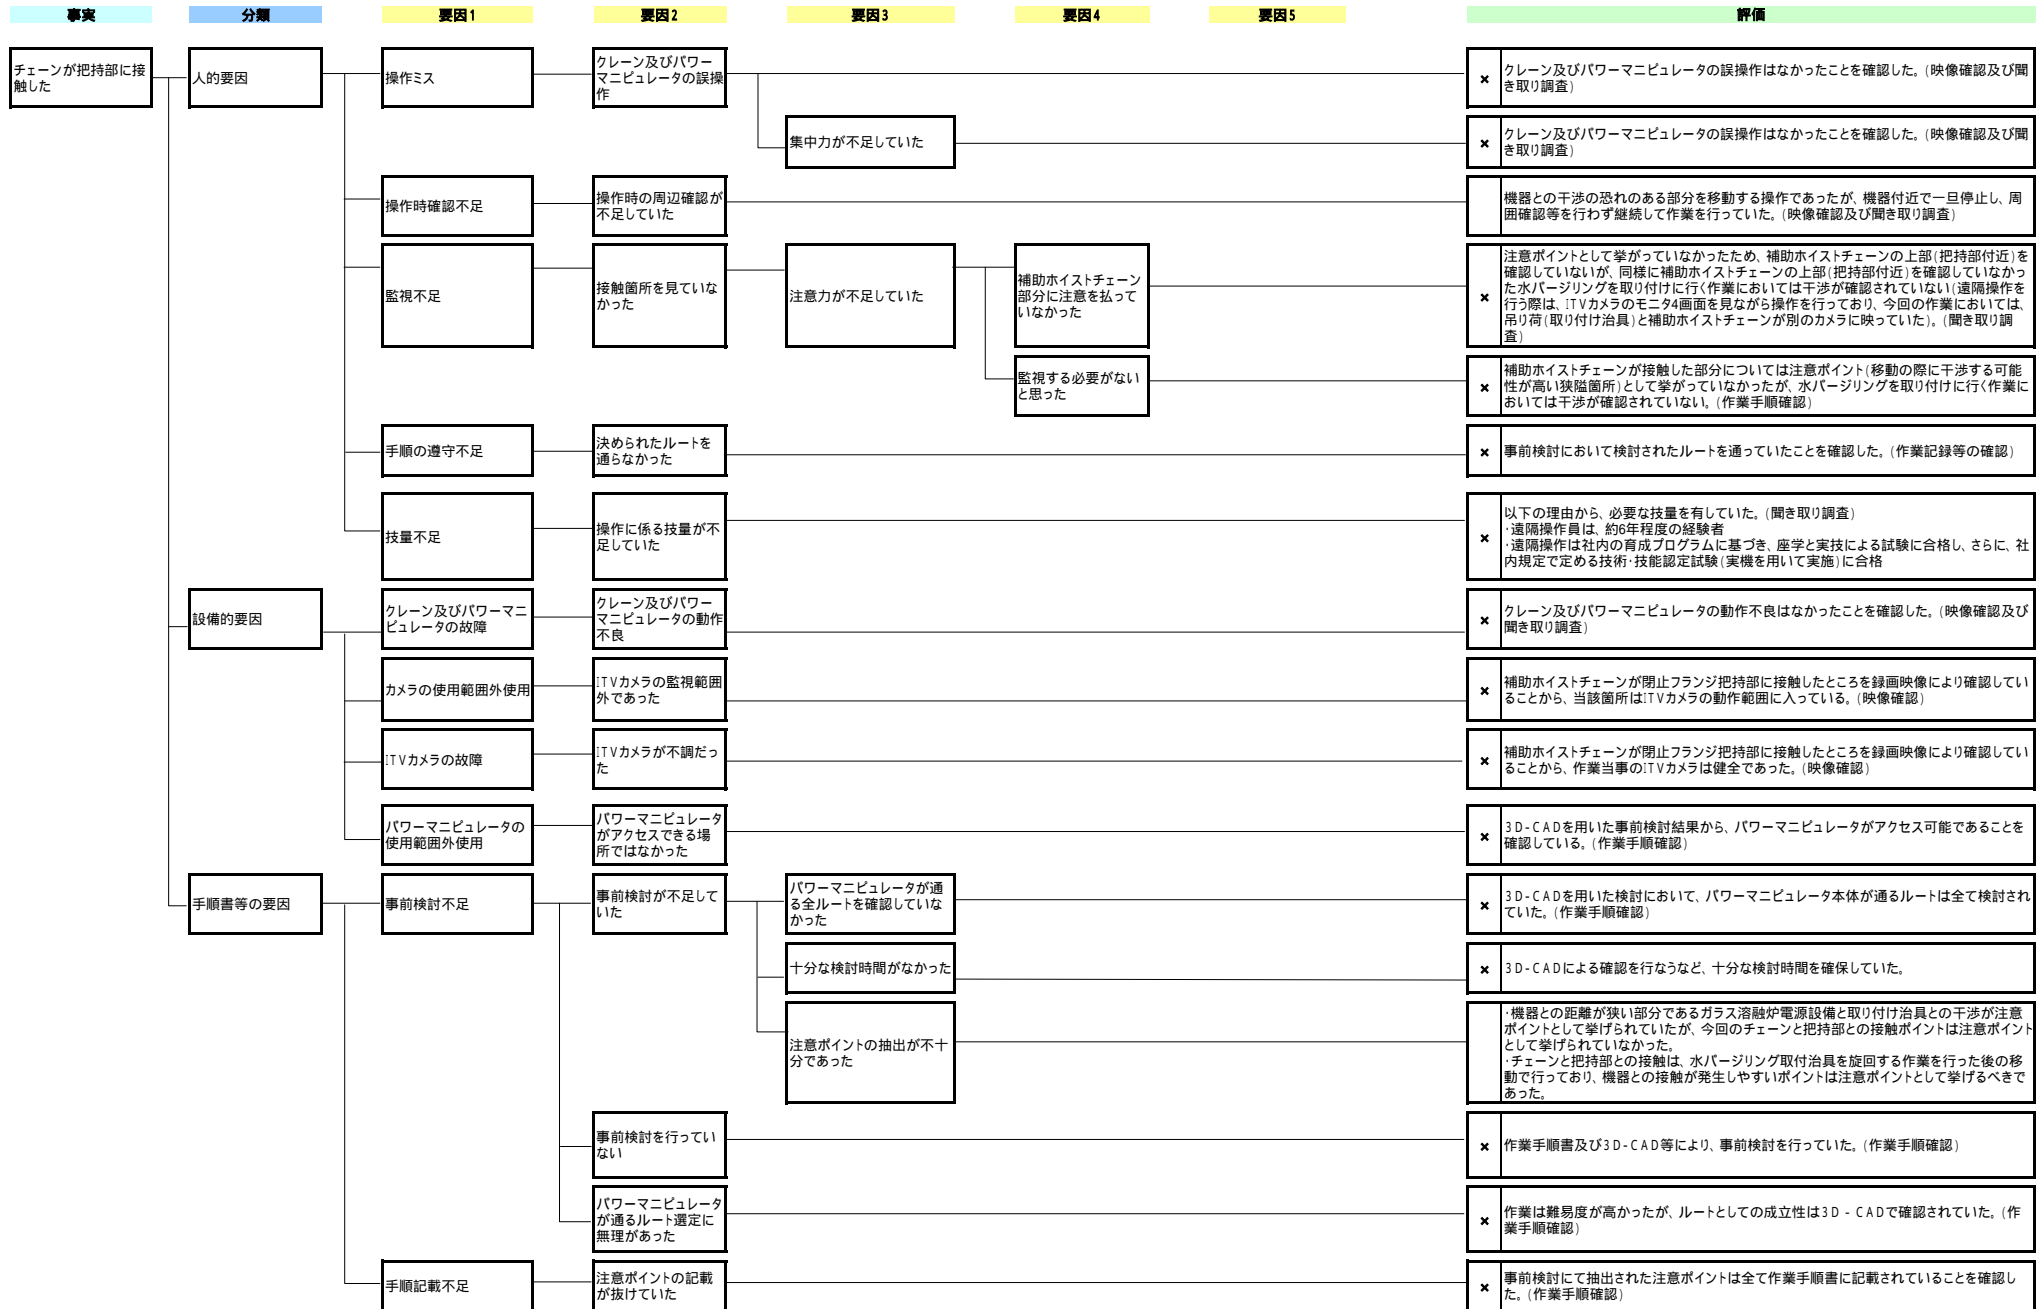 事実 分類 要因1 要因2 要因3 要因4 要因5 評価
チェーンが把持部に接
触した
人的要因
操作ミス
クレーン及びパワー
マニピュレータの誤操
作
×
クレーン及びパワーマニピュレータの誤操作はなかったことを確認した。(映像確認及び聞
き取り調査)
集中力が不足していた
×
クレーン及びパワーマニピュレータの誤操作はなかったことを確認した。(映像確認及び聞
き取り調査)
操作時確認不足
操作時の周辺確認が
不足していた
機器との干渉の恐れのある部分を移動する操作であったが、機器付近で一旦停止し、周
囲確認等を行わず継続して作業を行っていた。(映像確認及び聞き取り調査)
監視不足
接触箇所を見ていな
かった
注意力が不足していた
補助ホイストチェーン
部分に注意を払って
いなかった
×
注意ポイントとして挙がっていなかったため、補助ホイストチェーンの上部(把持部付近)を
確認していないが、同様に補助ホイストチェーンの上部(把持部付近)を確認していなかっ
た水パージリングを取り付けに行く作業においては干渉が確認されていない(遠隔操作を
行う際は、ITVカメラのモニタ4画面を見ながら操作を行っており、今回の作業においては、
吊り荷(取り付け治具)と補助ホイストチェーンが別のカメラに映っていた)。(聞き取り調
査)
監視する必要がない
と思った
×
補助ホイストチェーンが接触した部分については注意ポイント(移動の際に干渉する可能
性が高い狭隘箇所)として挙がっていなかったが、水パージリングを取り付けに行く作業に
おいては干渉が確認されていない。(作業手順確認)
手順の遵守不足
決められたルートを
通らなかった
×
事前検討において検討されたルートを通っていたことを確認した。(作業記録等の確認)
技量不足
操作に係る技量が不
足していた
×
以下の理由から、必要な技量を有していた。(聞き取り調査)
・遠隔操作員は、約6年程度の経験者
・遠隔操作は社内の育成プログラムに基づき、座学と実技による試験に合格し、さらに、社
内規定で定める技術・技能認定試験(実機を用いて実施)に合格
設備的要因
クレーン及びパワーマニ
ピュレータの故障
クレーン及びパワー
マニピュレータの動作
不良
×
クレーン及びパワーマニピュレータの動作不良はなかったことを確認した。(映像確認及び
聞き取り調査)
カメラの使用範囲外使用
ITVカメラの監視範囲
外であった
×
補助ホイストチェーンが閉止フランジ把持部に接触したところを録画映像により確認してい
ることから、当該箇所はITVカメラの動作範囲に入っている。(映像確認)
ITVカメラの故障
ITVカメラが不調だっ
た
×
補助ホイストチェーンが閉止フランジ把持部に接触したところを録画映像により確認してい
ることから、作業当事のITVカメラは健全であった。(映像確認)
パワーマニピュレータの
使用範囲外使用
パワーマニピュレータ
がアクセスできる場
所ではなかった
×
3D-CADを用いた事前検討結果から、パワーマニピュレータがアクセス可能であることを
確認している。(作業手順確認)
手順書等の要因
事前検討不足
事前検討が不足して
いた
パワーマニピュレータが通
る全ルートを確認していな
かった
×
3D-CADを用いた検討において、パワーマニピュレータ本体が通るルートは全て検討され
ていた。(作業手順確認)
十分な検討時間がなかった
×
3D-CADによる確認を行なうなど、十分な検討時間を確保していた。
注意ポイントの抽出が不十
分であった
・機器との距離が狭い部分であるガラス溶融炉電源設備と取り付け治具との干渉が注意
ポイントとして挙げられていたが、今回のチェーンと把持部との接触ポイントは注意ポイント
として挙げられていなかった。
・チェーンと把持部との接触は、水パージリング取付治具を旋回する作業を行った後の移
動で行っており、機器との接触が発生しやすいポイントは注意ポイントとして挙げるべきで
あった。
事前検討を行ってい
ない
×
作業手順書及び3D-CAD等により、事前検討を行っていた。(作業手順確認)
パワーマニピュレータ
が通るルート選定に
無理があった
×
作業は難易度が高かったが、ルートとしての成立性は3D-CADで確認されていた。(作
業手順確認)
手順記載不足
注意ポイントの記載
が抜けていた
×
事前検討にて抽出された注意ポイントは全て作業手順書に記載されていることを確認し
た。(作業手順確認)